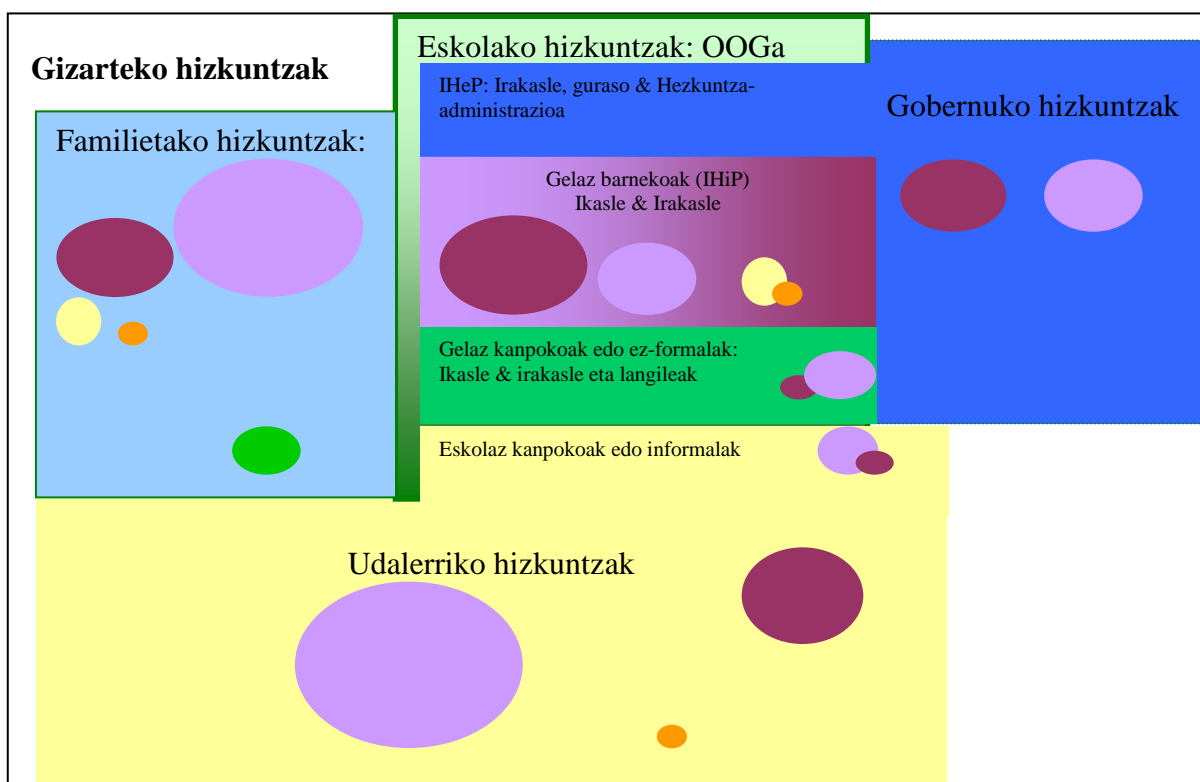 Gizarteko hizkuntzak
Familietako hizkuntzak:
Eskolako hizkuntzak: OOGa
IHeP: Irakasle, guraso & Hezkuntza-
administrazioa
Gelaz barnekoak (IHiP)
Ikasle & Irakasle
Gelaz kanpokoak edo ez-formalak:
Ikasle & irakasle eta langileak
Eskolaz kanpokoak edo informalak
Gobernuko hizkuntzak
Udalerriko hizkuntzak